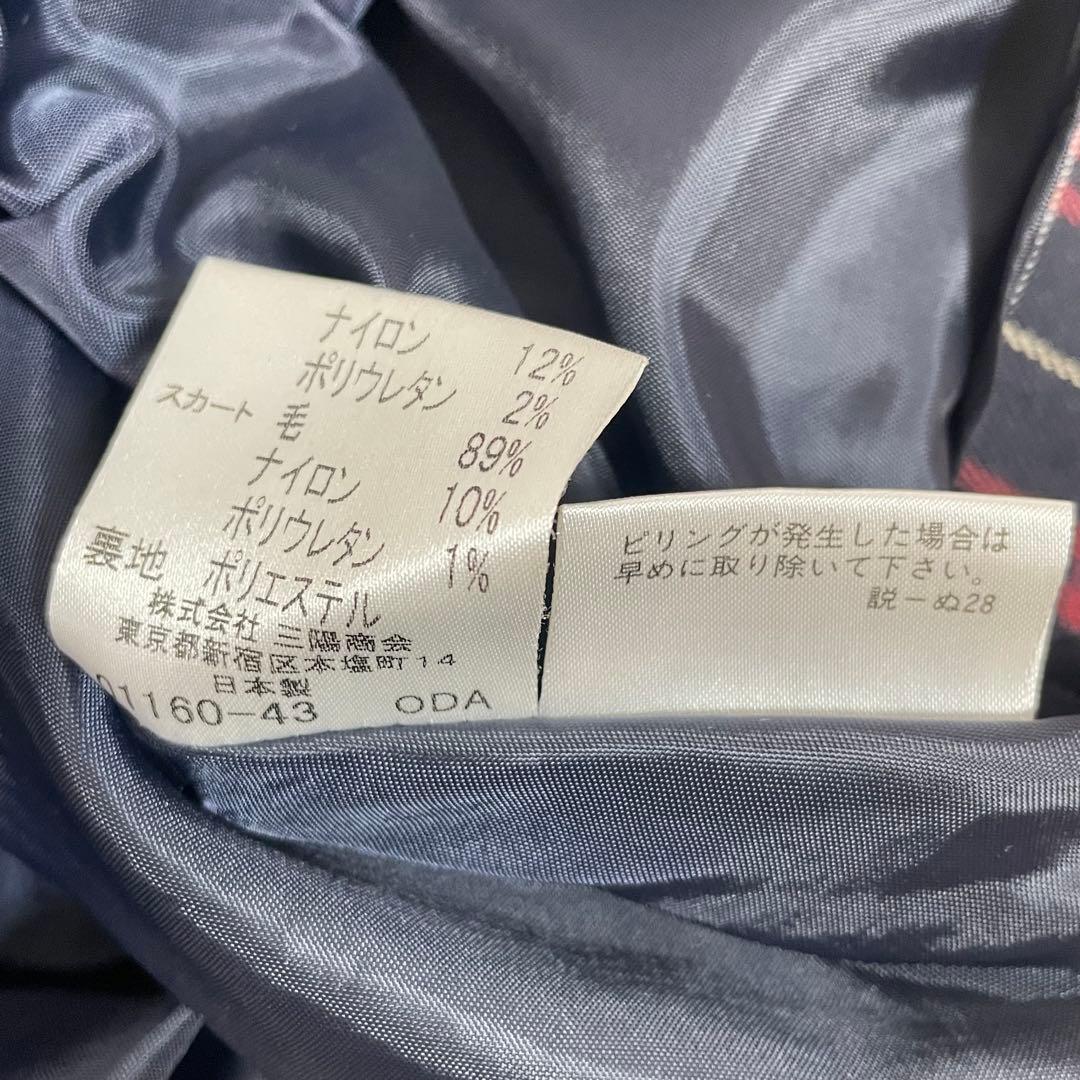 ナイロン 12%
ポリウレタン 2%
スカート 毛 89%
ナイロン 10%
ポリウレタン 1%
裏地 ポリエステル
株式会社 三陽商会
東京都新宿区本塩町14
日本製
01160-43 ODA
ピリングが発生した場合は
早めに取り除いて下さい。
説ーぬ28